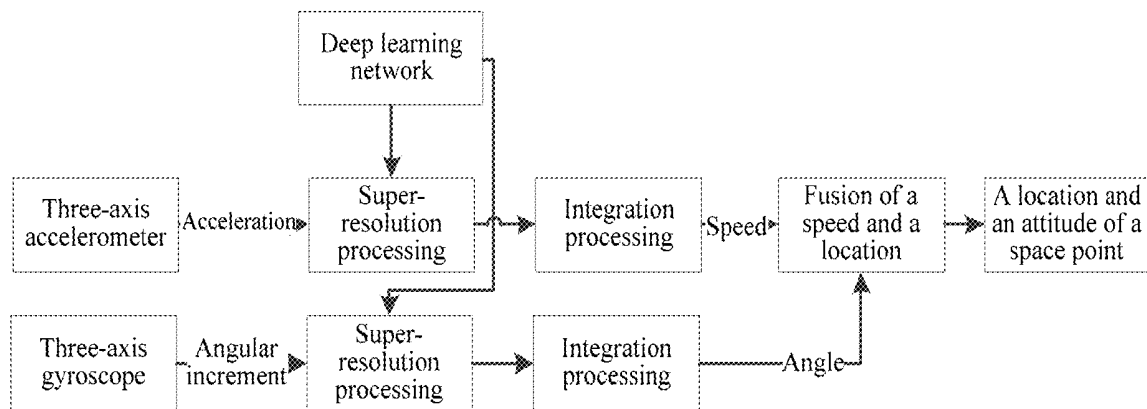 Deep learning
network
Three-axis
accelerometer
Acceleration
Super-
resolution
processing
Integration
processing
Speed
Fusion of a
speed and a
location
A location and
an attitude of a
space point
Three-axis
gyroscope
Angular
increment
Super-
resolution
processing
Integration
processing
Angle